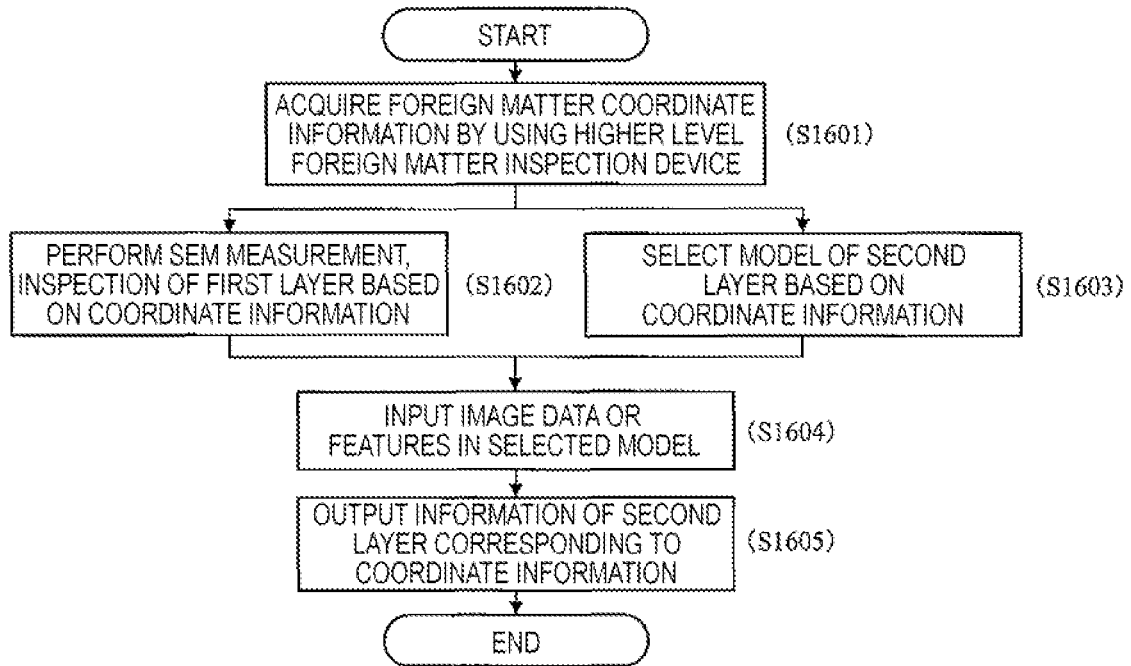 START
ACQUIRE FOREIGN MATTER COORDINATE
INFORMATION BY USING HIGHER LEVEL
FOREIGN MATTER INSPECTION DEVICE
(S1601)
PERFORM SEM MEASUREMENT,
INSPECTION OF FIRST LAYER BASED
ON COORDINATE INFORMATION
(S1602)
SELECT MODEL OF SECOND
LAYER BASED ON
COORDINATE INFORMATION
(S1603)
INPUT IMAGE DATA OR
FEATURES IN SELECTED MODEL
(S1604)
OUTPUT INFORMATION OF SECOND
LAYER CORRESPONDING TO
COORDINATE INFORMATION
(S1605)
END